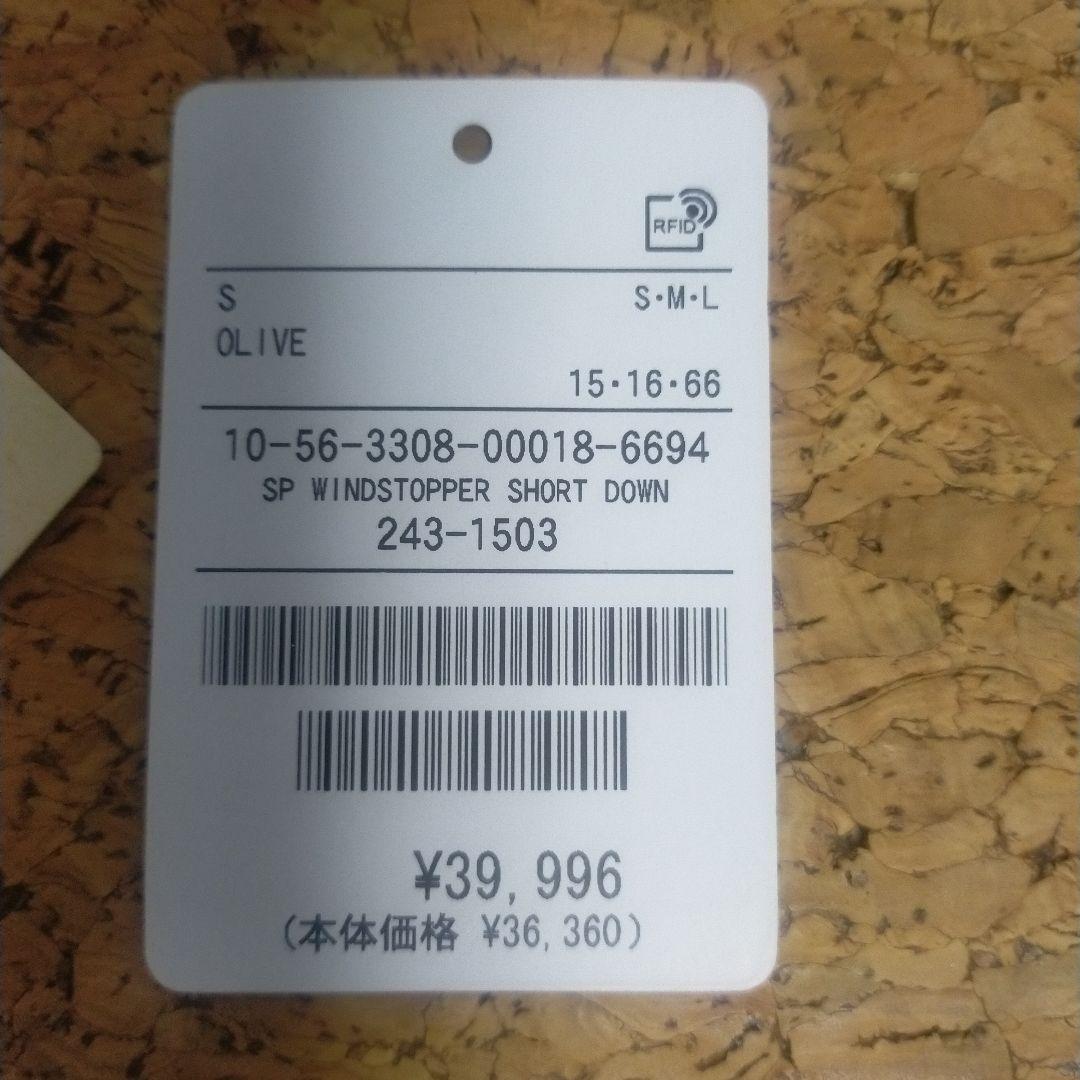 RFID
S S・M・L
OLIVE
15・16・66
10-56-3308-00018-6694
SP WINDSTOPPER SHORT DOWN
243-1503
¥39,996
(本体価格 ¥36,360)